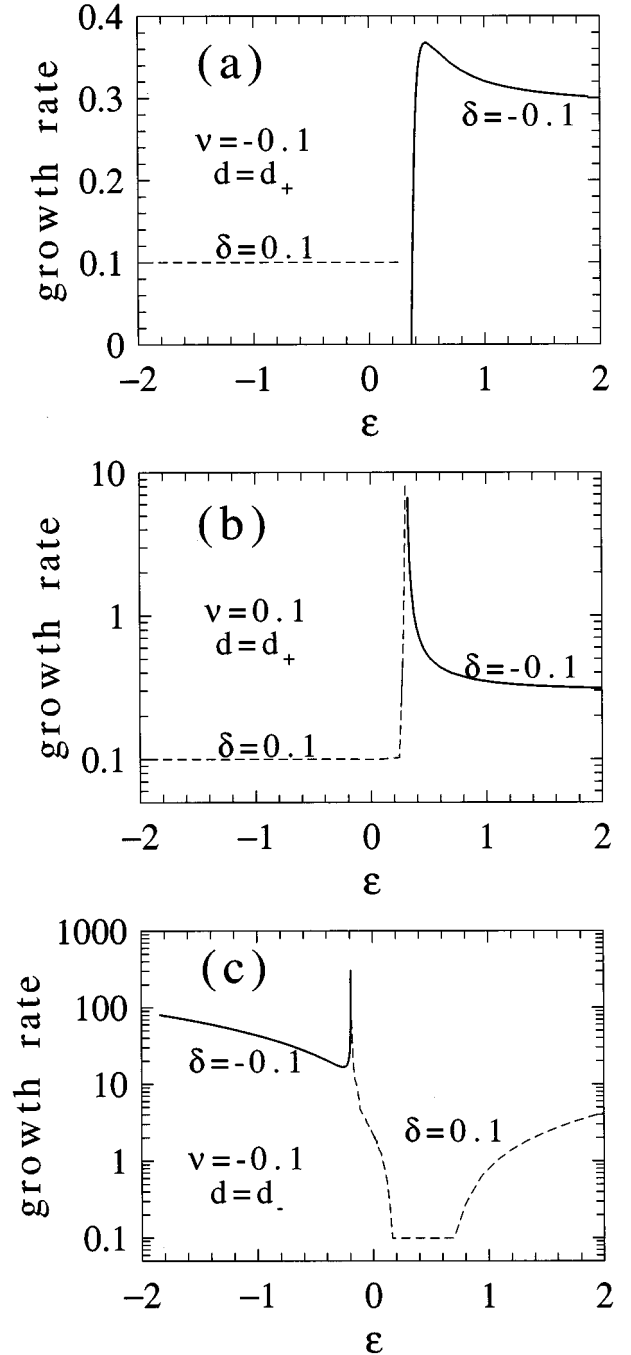 0.4
(a)
0.3
δ=-0.1
growth rate
ν=-0.1
0.2
d=d₊
δ=0.1
0.1
0
−2 −1 0 1 2
ε
10
(b)
growth rate
ν=0.1
1
d=d₊
δ=-0.1
δ=0.1
0.1
−2 −1 0 1 2
ε
1000
(c)
100
δ=-0.1
growth rate
10
δ=0.1
1
ν=-0.1
d=d₋
0.1
−2 −1 0 1 2
ε